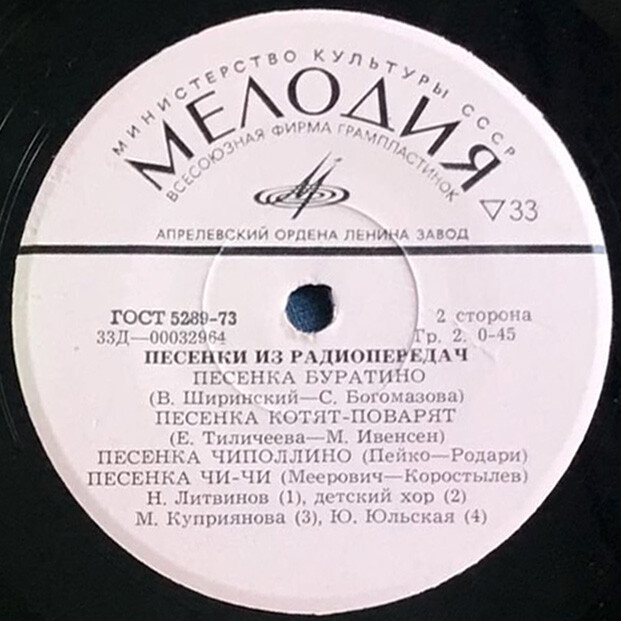 МИНИСТЕРСТВО КУЛЬТУРЫ СССР
МЕЛОДИЯ
ВСЕСОЮЗНАЯ ФИРМА ГРАМПЛАСТИНОК
▽33
АПРЕЛЕВСКИЙ ОРДЕНА ЛЕНИНА ЗАВОД
ГОСТ 5289-73 2 сторона
33Д—00032964 Гр. 2. 0-45
ПЕСЕНКИ ИЗ РАДИОПЕРЕДАЧ
ПЕСЕНКА БУРАТИНО
(В. Ширинский—С. Богомазова)
ПЕСЕНКА КОТЯТ-ПОВАРЯТ
(Е. Тиличеева—М. Ивенсен)
ПЕСЕНКА ЧИПОЛЛИНО (Пейко—Родари)
ПЕСЕНКА ЧИ-ЧИ (Меерович—Коростылев)
Н. Литвинов (1), детский хор (2)
М. Куприянова (3), Ю. Юльская (4)